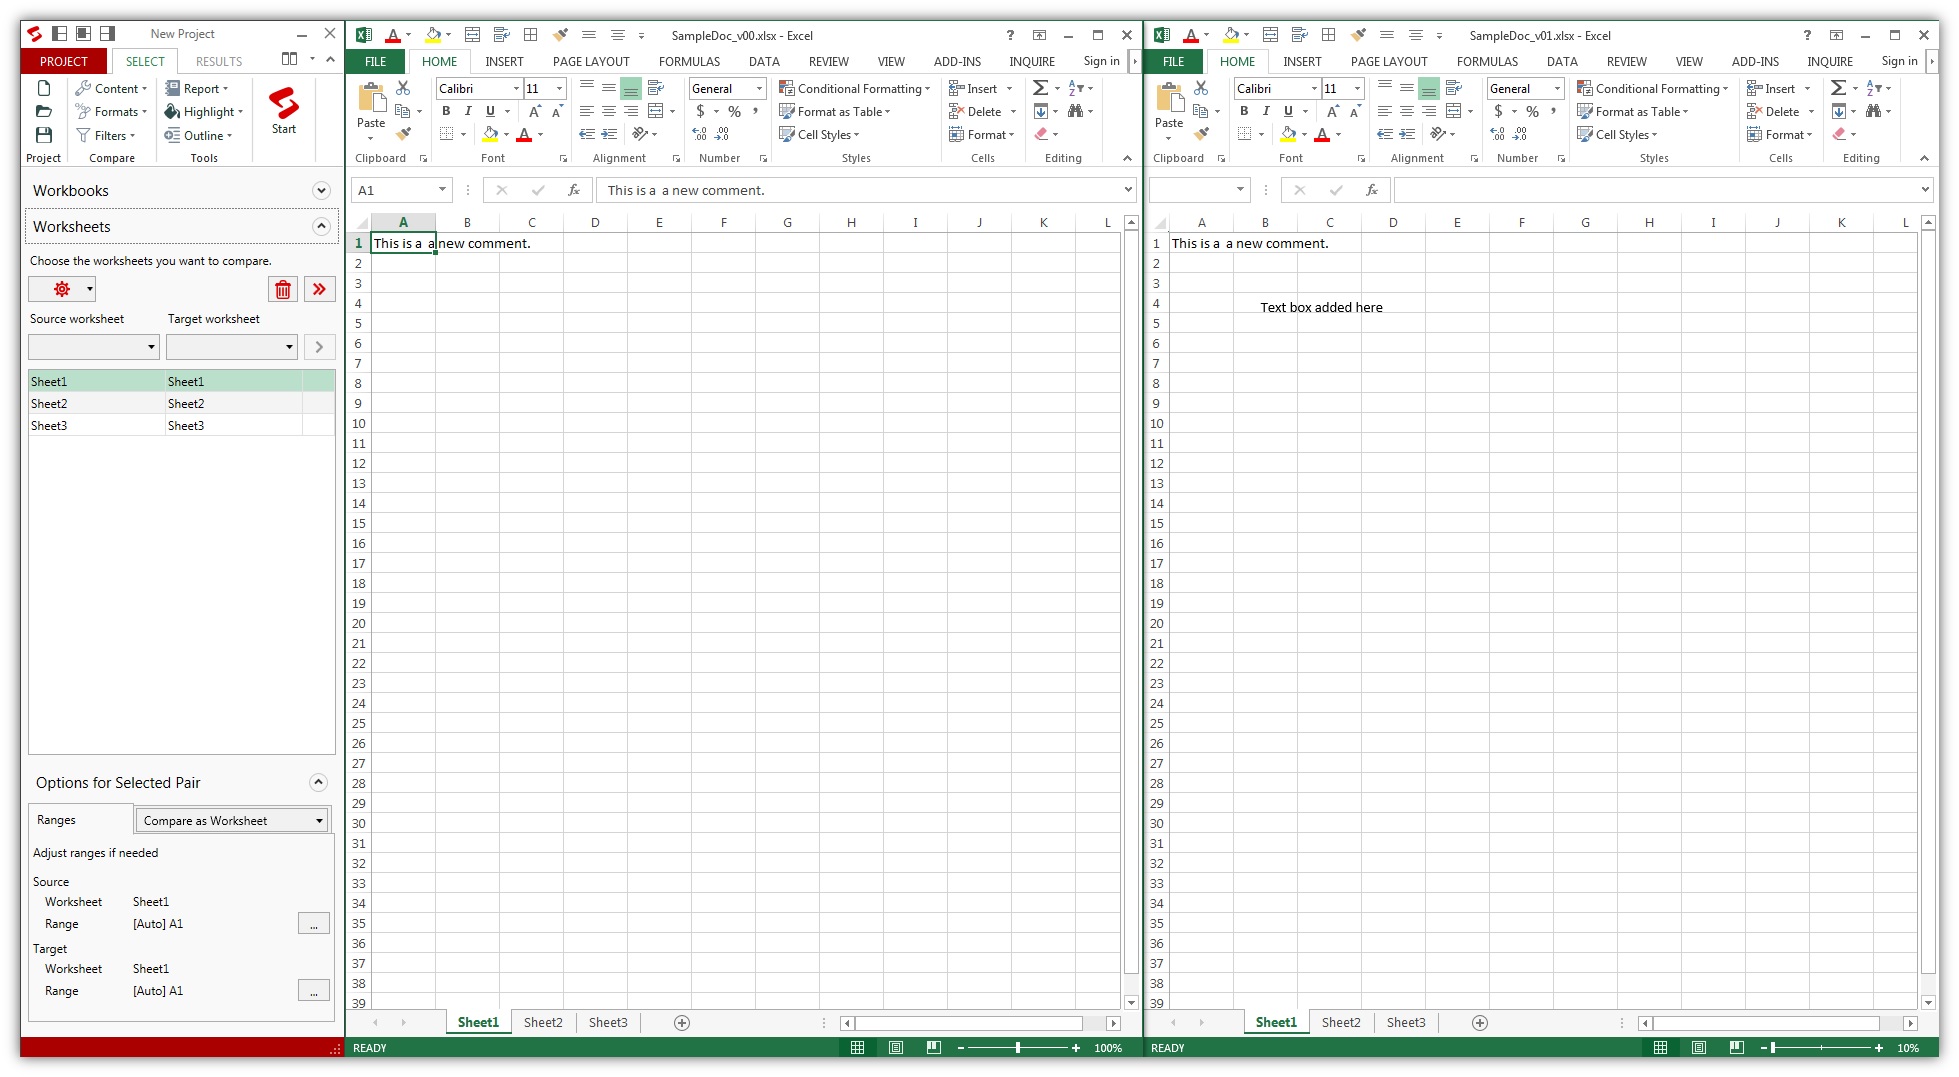 New Project
PROJECT SELECT RESULTS
Content Report
Formats Highlight Start
Filters Outline
Project Compare Tools
Workbooks
Worksheets
Choose the worksheets you want to compare.
Source worksheet Target worksheet
Sheet1 Sheet1
Sheet2 Sheet2
Sheet3 Sheet3
Options for Selected Pair
Ranges Compare as Worksheet
Adjust ranges if needed
Source
Worksheet Sheet1
Range [Auto] A1 ...
Target
Worksheet Sheet1
Range [Auto] A1 ...
SampleDoc_v00.xlsx - Excel
FILE HOME INSERT PAGE LAYOUT FORMULAS DATA REVIEW VIEW ADD-INS INQUIRE Sign in
Paste Calibri 11 General Conditional Formatting Insert
B I U A A $ % , Format as Table Delete
Cell Styles Format
Clipboard Font Alignment Number Styles Cells Editing
A1 fx This is a a new comment.
A B C D E F G H I J K L
1 This is a a new comment.
2
3
4
5
6
7
8
9
10
11
12
13
14
15
16
17
18
19
20
21
22
23
24
25
26
27
28
29
30
31
32
33
34
35
36
37
38
39
Sheet1 Sheet2 Sheet3
READY 100%
SampleDoc_v01.xlsx - Excel
FILE HOME INSERT PAGE LAYOUT FORMULAS DATA REVIEW VIEW ADD-INS INQUIRE Sign in
Paste Calibri 11 General Conditional Formatting Insert
B I U A A $ % , Format as Table Delete
Cell Styles Format
Clipboard Font Alignment Number Styles Cells Editing
fx
A B C D E F G H I J K L
1 This is a a new comment.
2
3
4 Text box added here
5
6
7
8
9
10
11
12
13
14
15
16
17
18
19
20
21
22
23
24
25
26
27
28
29
30
31
32
33
34
35
36
37
38
39
Sheet1 Sheet2 Sheet3
READY 10%